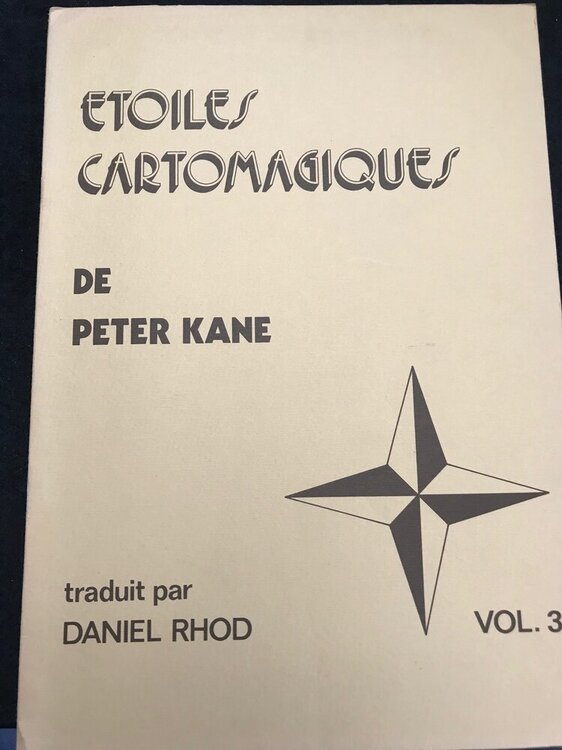 ETOILES
CARTOMAGIQUES
DE
PETER KANE
traduit par
DANIEL RHOD
VOL. 3